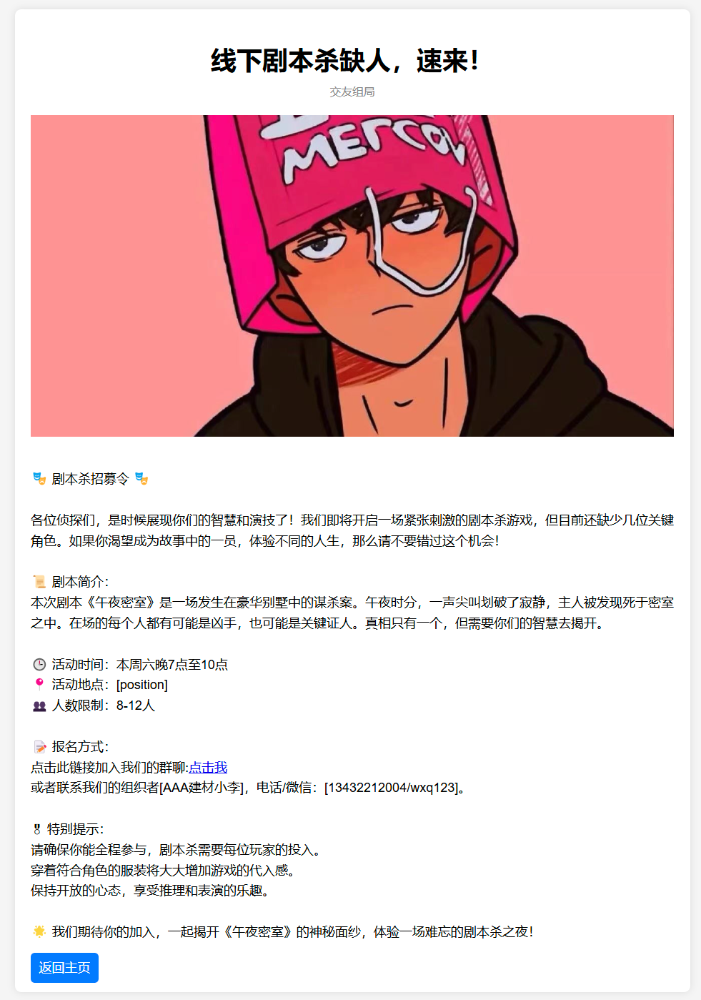 线下剧本杀缺人，速来！
交友组局
MERCOU
🎭 剧本杀招募令 🎭
各位侦探们，是时候展现你们的智慧和演技了！我们即将开启一场紧张刺激的剧本杀游戏，但目前还缺少几位关键
角色。如果你渴望成为故事中的一员，体验不同的人生，那么请不要错过这个机会！
📜 剧本简介：
本次剧本《午夜密室》是一场发生在豪华别墅中的谋杀案。午夜时分，一声尖叫划破了寂静，主人被发现死于密室
之中。在场的每个人都有可能是凶手，也可能是关键证人。真相只有一个，但需要你们的智慧去揭开。
🕒 活动时间：本周六晚7点至10点
📍 活动地点：[position]
👥 人数限制：8-12人
📝 报名方式：
点击此链接加入我们的群聊:点击我
或者联系我们的组织者[AAA建材小李]，电话/微信：[13432212004/wxq123]。
🎖 特别提示：
请确保你能全程参与，剧本杀需要每位玩家的投入。
穿着符合角色的服装将大大增加游戏的代入感。
保持开放的心态，享受推理和表演的乐趣。
🌟 我们期待你的加入，一起揭开《午夜密室》的神秘面纱，体验一场难忘的剧本杀之夜！
返回主页